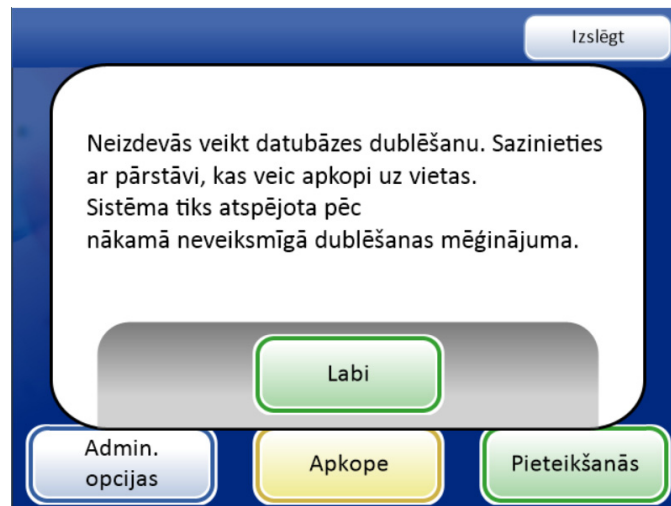 Izslēgt
Neizdevās veikt datubāzes dublēšanu. Sazinieties
ar pārstāvi, kas veic apkopi uz vietas.
Sistēma tiks atspējota pēc
nākamā neveiksmīgā dublēšanas mēģinājuma.
Labi
Admin.
opcijas
Apkope
Pieteikšanās